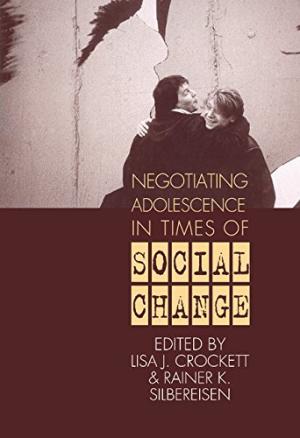 NEGOTIATING
ADOLESCENCE
IN TIMES OF
SOCIAL
CHANGE
EDITED BY
LISA J. CROCKETT
& RAINER K.
SILBEREISEN